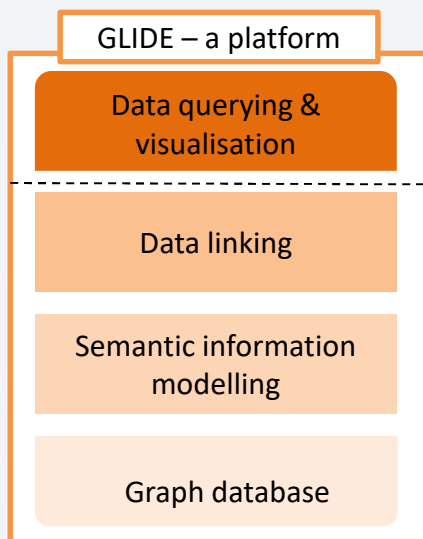 GLIDE – a platform
Data querying &
visualisation
Data linking
Semantic information
modelling
Graph database